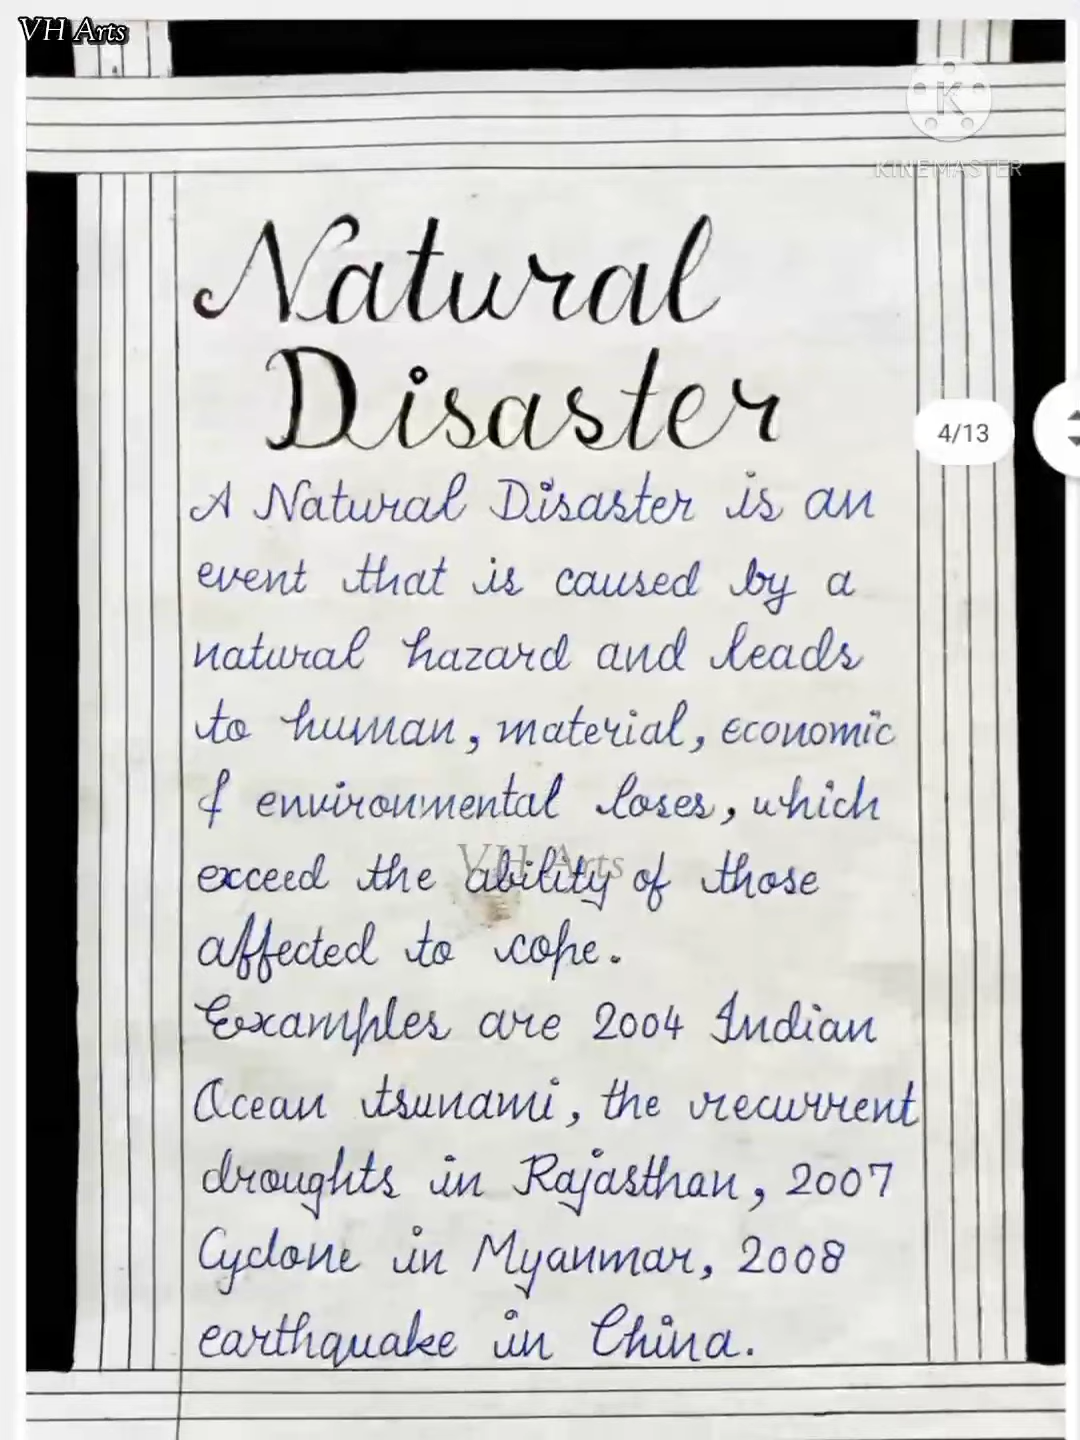 VH Arts
KINEMASTER
Natural
Disaster
4/13
A Natural Disaster is an
event that is caused by a
natural hazard and leads
to human, material, economic
& environmental loses, which
VH Arts
exceed the ability of those
affected to cope.
Examples are 2004 Indian
Ocean tsunami, the recurrent
droughts in Rajasthan, 2007
Cyclone in Myanmar, 2008
earthquake in China.